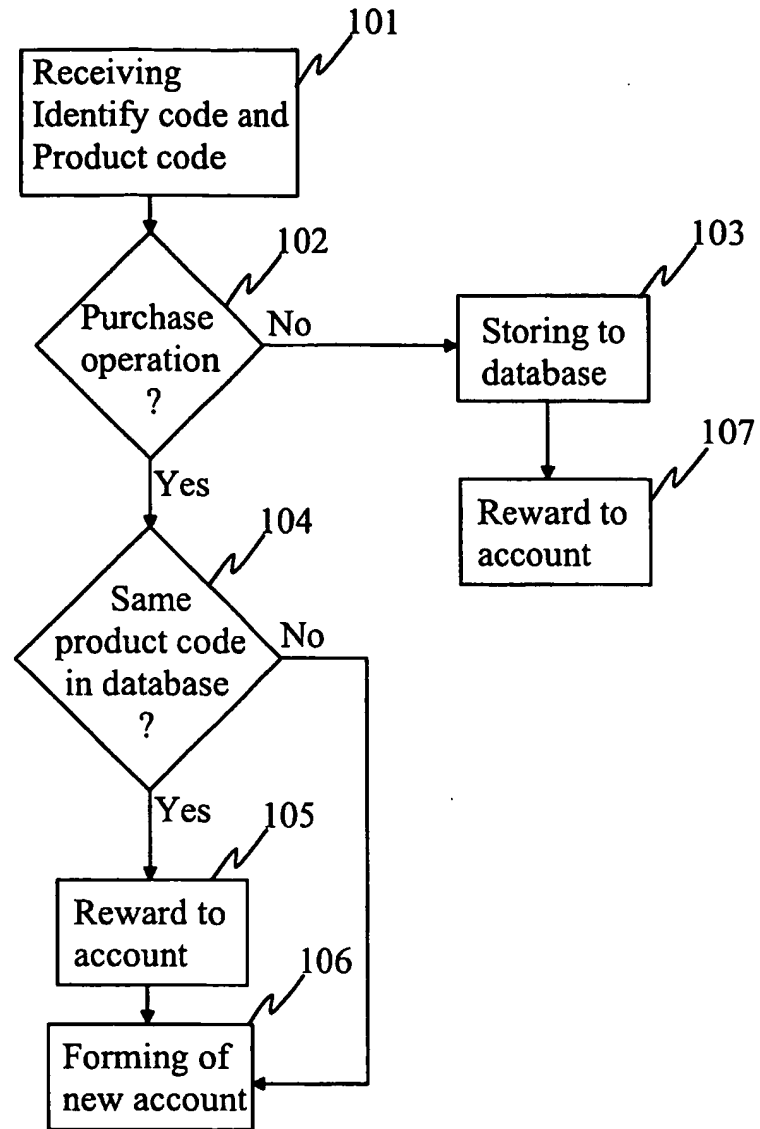 101
Receiving
Identify code and
Product code
102
Purchase
operation
?
No
103
Storing to
database
107
Reward to
account
Yes
104
Same
product code
in database
?
No
Yes
105
Reward to
account
106
Forming of
new account